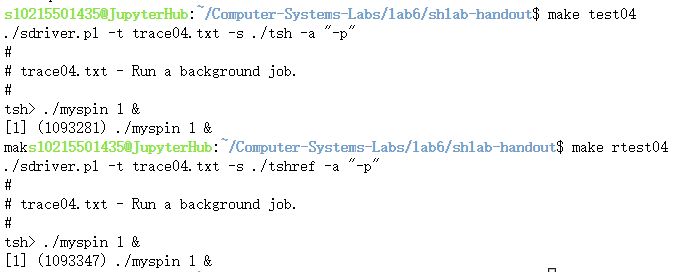 s10215501435@JupyterHub:~/Computer-Systems-Labs/lab6/shlab-handout$ make test04
./sdriver.pl -t trace04.txt -s ./tsh -a "-p"
#
# trace04.txt - Run a background job.
#
tsh> ./myspin 1 &
[1] (1093281) ./myspin 1 &
maks10215501435@JupyterHub:~/Computer-Systems-Labs/lab6/shlab-handout$ make rtest04
./sdriver.pl -t trace04.txt -s ./tshref -a "-p"
#
# trace04.txt - Run a background job.
#
tsh> ./myspin 1 &
[1] (1093347) ./myspin 1 &